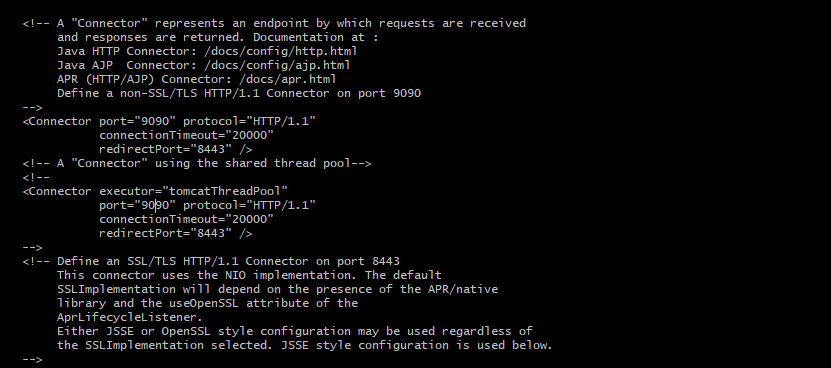 <!-- A "Connector" represents an endpoint by which requests are received
and responses are returned. Documentation at :
Java HTTP Connector: /docs/config/http.html
Java AJP  Connector: /docs/config/ajp.html
APR (HTTP/AJP) Connector: /docs/apr.html
Define a non-SSL/TLS HTTP/1.1 Connector on port 9090
-->
<Connector port="9090" protocol="HTTP/1.1"
connectionTimeout="20000"
redirectPort="8443" />
<!-- A "Connector" using the shared thread pool-->
<!--
<Connector executor="tomcatThreadPool"
port="9090" protocol="HTTP/1.1"
connectionTimeout="20000"
redirectPort="8443" />
-->
<!-- Define an SSL/TLS HTTP/1.1 Connector on port 8443
This connector uses the NIO implementation. The default
SSLImplementation will depend on the presence of the APR/native
library and the useOpenSSL attribute of the
AprLifecycleListener.
Either JSSE or OpenSSL style configuration may be used regardless of
the SSLImplementation selected. JSSE style configuration is used below.
-->